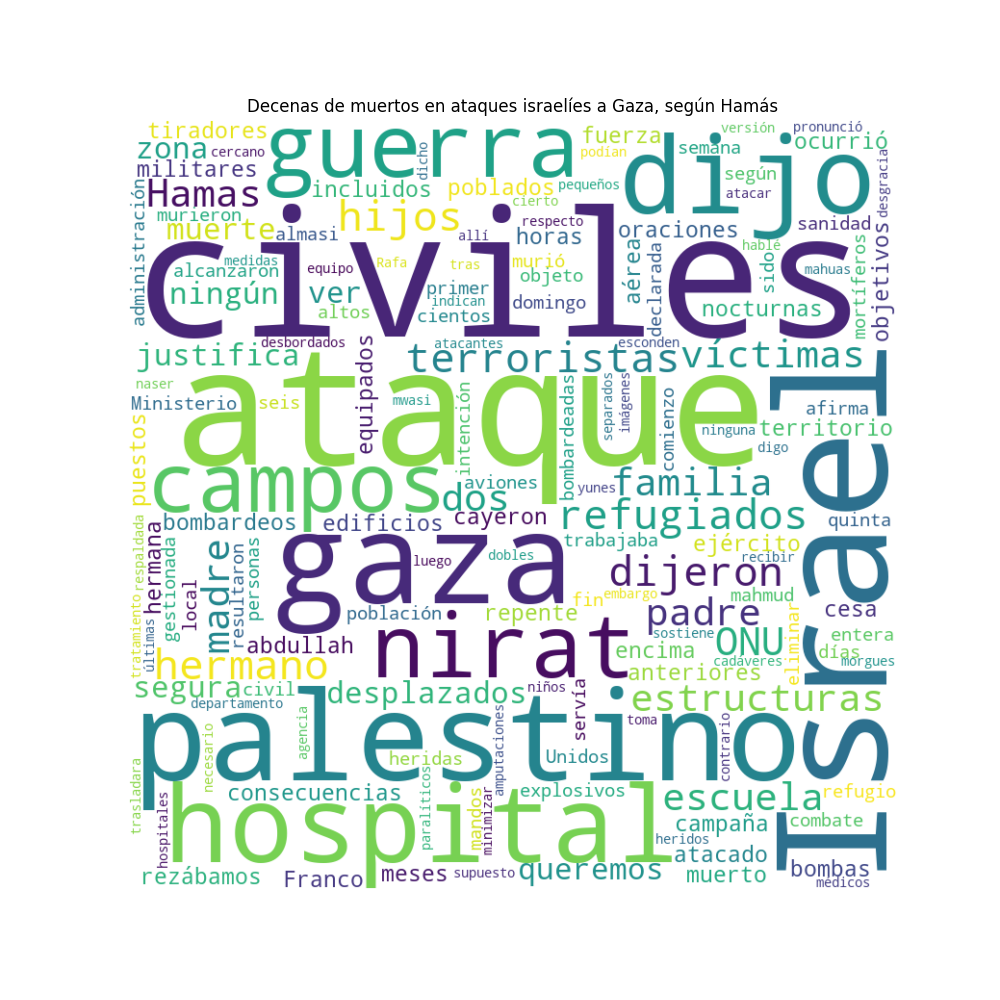 Decenas de muertos en ataques israelíes a Gaza, según Hamás
tiradores
guerra
fuerza
versión
pronunció
zona
cercano
dicho
podían
semana
dijo
ocurrió
militares
incluidos
poblados
pequeños
según
desgracia
Hamas
hijos
cierto
atacar
administración
murieron
muerte
almasi
allí
respecto
horas
oraciones
sanidad
civiles
medidas
alcanzaron
equipo
Rafa
tras
murió
objeto
aérea
declarada
hablé
sido
mahuas
mortíferos
objetivos
ningún
ver
primer
indican
domingo
nocturnas
altos
cientos
justifica
desbordados
atacantes
esconden
terroristas
víctimas
naser
ataque
Israel
Ministerio
seis
equipados
mwasi
intención
bombardeadas
separados
imágenes
comienzo
ninguna
afirma
territorio
digo
puestos
campos
dos
aviones
yunes
familia
bombardeos
edificios
cayeron
refugiados
quinta
respaldada
hermana
gestionada
personas
gaza
luego
dobles
trabajaba
ejército
recibir
local
resultaron
madre
dijeron
mahmud
cesa
tratamiento
últimas
población
repente
fin
embargo
padre
eliminar
abdullah
nirat
sostiene
ONU
entera
hermano
encima
cadáveres
días
morgues
anteriores
segura
civil
desplazados
niños
servía
estructuras
departamento
agencia
toma
contrario
palestino
necesario
heridas
amputaciones
Unidos
trasladara
consecuencias
explosivos
escuela
refugio
hospitales
hospital
paralíticos
mandos
minimizar
campaña
combate
heridos
atacado
rezábamos
Franco
meses
supuesto
queremos
muerto
bombas
médicos